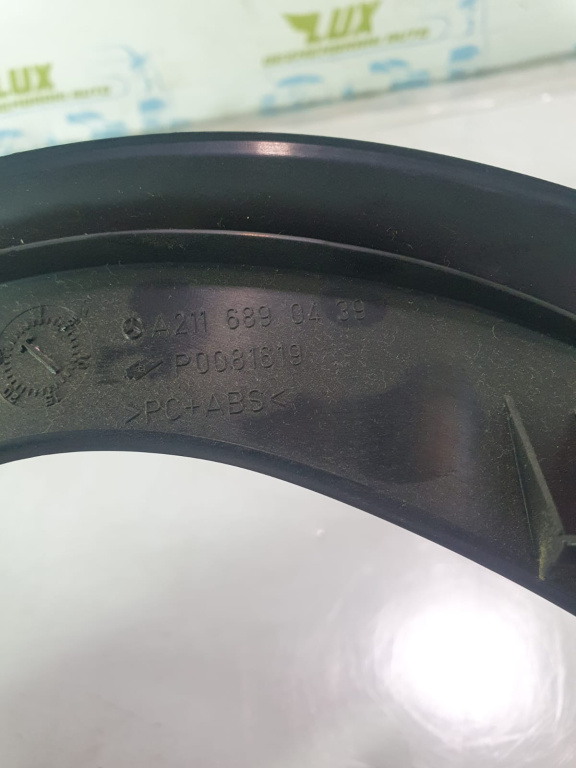 LUX
LUX
A211 689 04 39
P0081819
>PC+ABS<